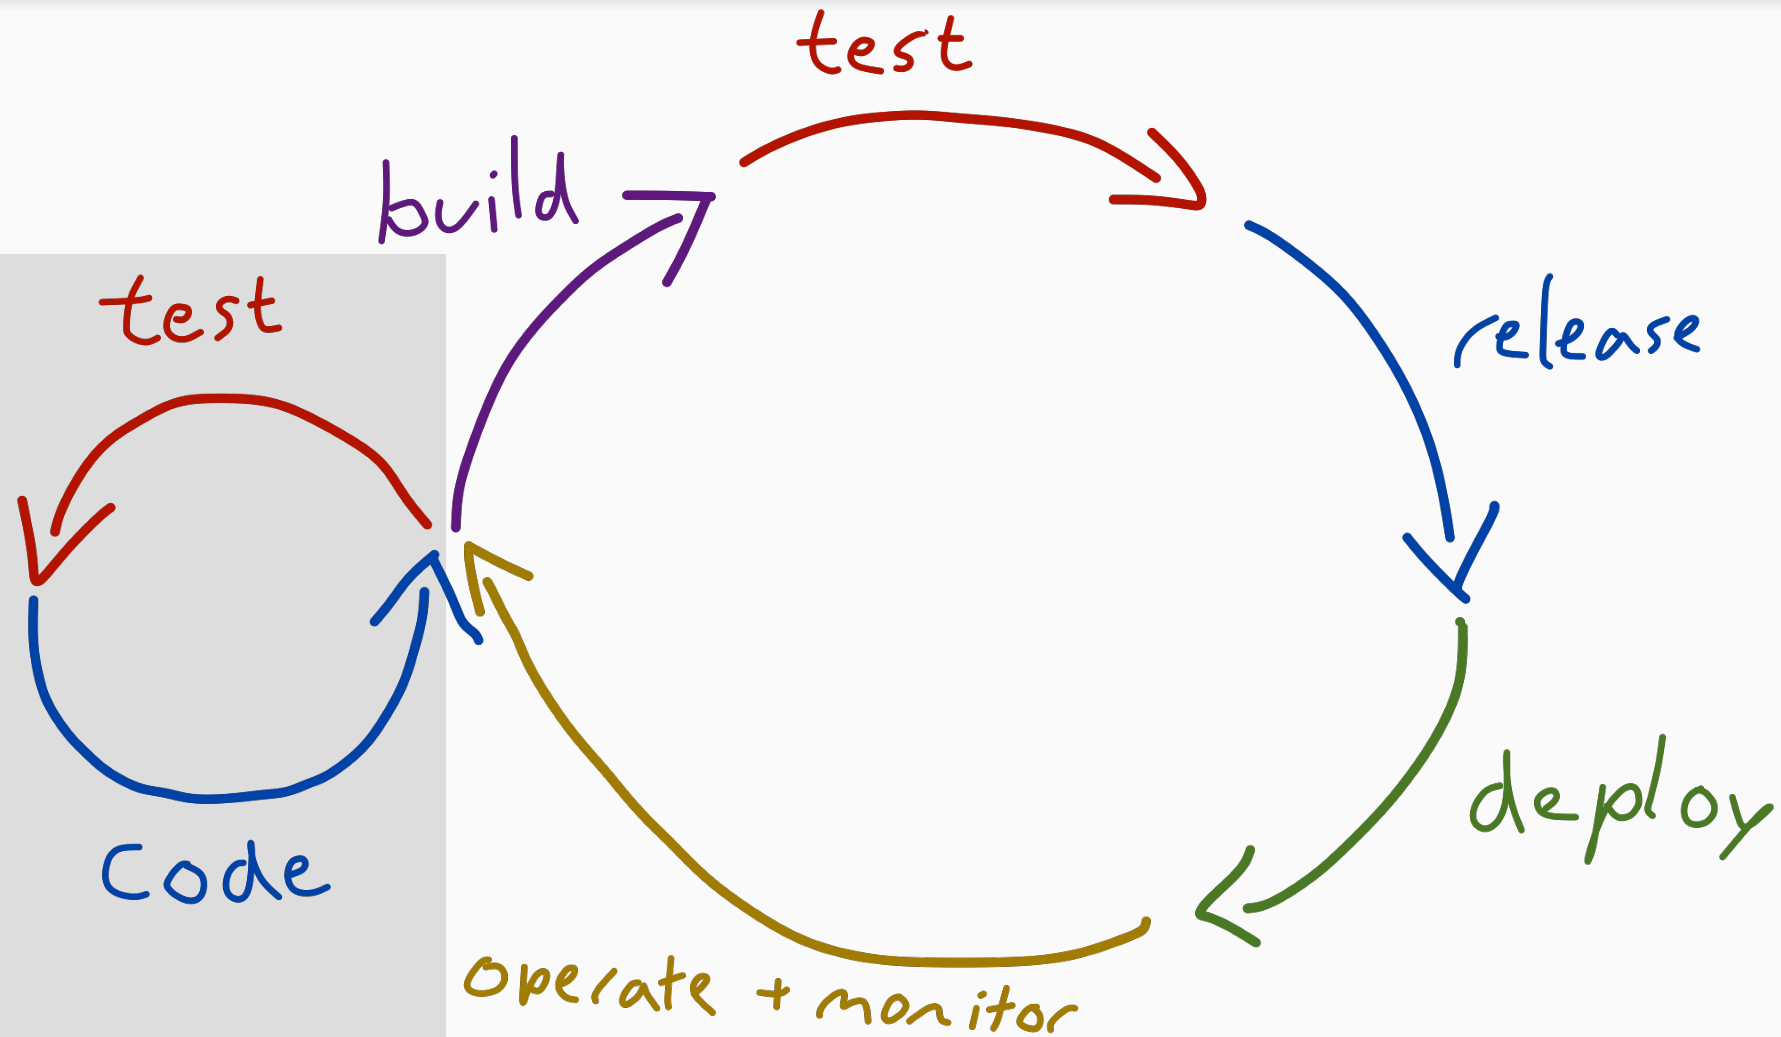 test
build
test
release
deploy
Code
operate + monitor